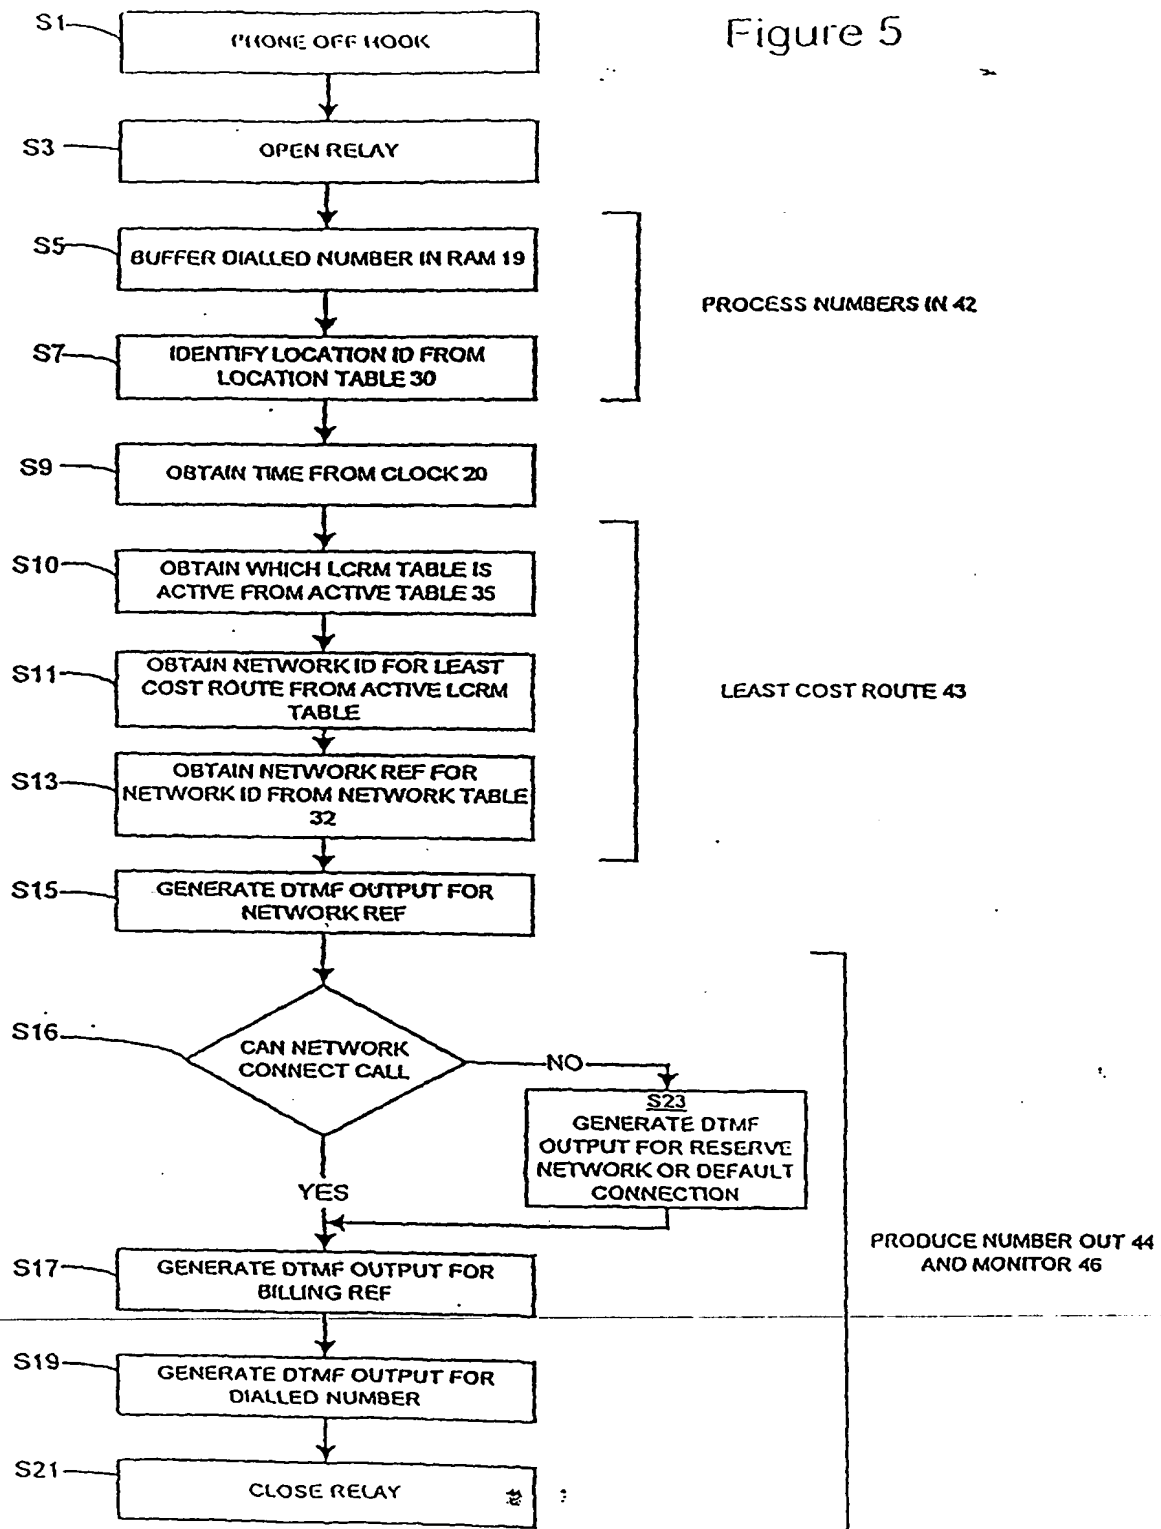 Figure 5
S1
PHONE OFF HOOK
S3
OPEN RELAY
S5
BUFFER DIALLED NUMBER IN RAM 19
PROCESS NUMBERS IN 42
S7
IDENTIFY LOCATION ID FROM
LOCATION TABLE 30
S9
OBTAIN TIME FROM CLOCK 20
S10
OBTAIN WHICH LCRM TABLE IS
ACTIVE FROM ACTIVE TABLE 35
S11
OBTAIN NETWORK ID FOR LEAST
COST ROUTE FROM ACTIVE LCRM
TABLE
LEAST COST ROUTE 43
S13
OBTAIN NETWORK REF FOR
NETWORK ID FROM NETWORK TABLE
32
S15
GENERATE DTMF OUTPUT FOR
NETWORK REF
S16
CAN NETWORK
CONNECT CALL
NO
S23
GENERATE DTMF
OUTPUT FOR RESERVE
NETWORK OR DEFAULT
CONNECTION
YES
PRODUCE NUMBER OUT 44
AND MONITOR 46
S17
GENERATE DTMF OUTPUT FOR
BILLING REF
S19
GENERATE DTMF OUTPUT FOR
DIALLED NUMBER
S21
CLOSE RELAY